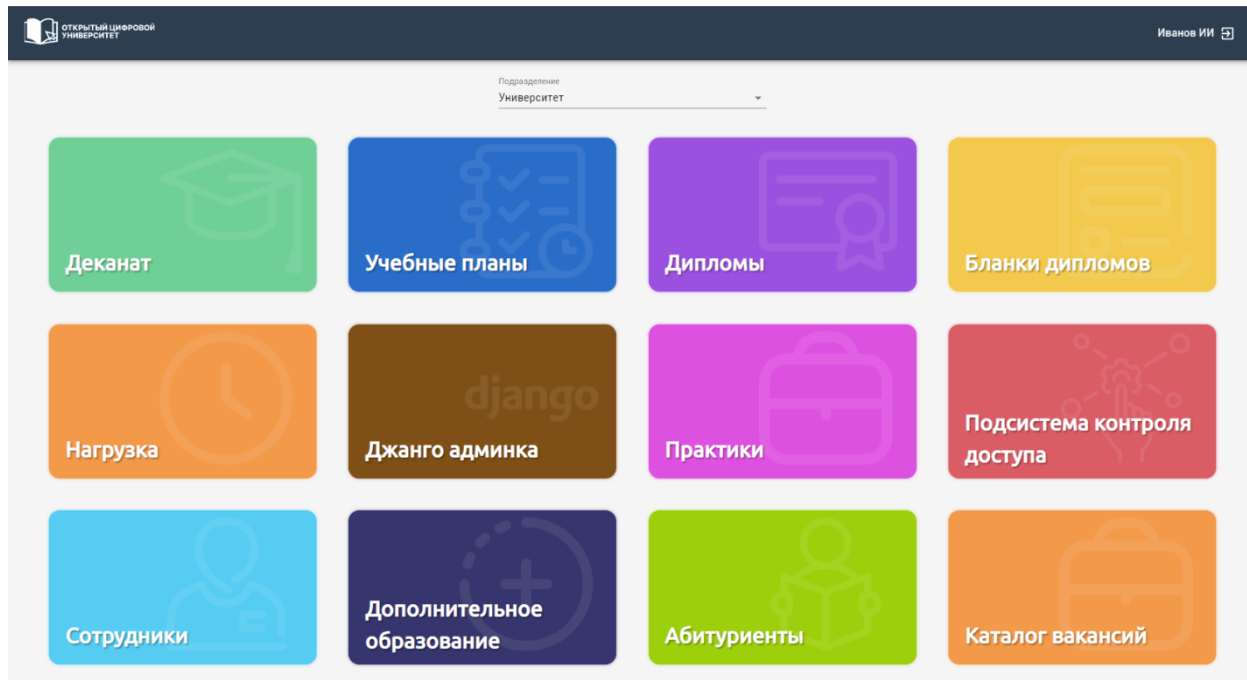 ОТКРЫТЫЙ ЦИФРОВОЙ
УНИВЕРСИТЕТ
Иванов ИИ
Подразделение
Университет
Деканат
Учебные планы
Дипломы
Бланки дипломов
Нагрузка
django
Джанго админка
Практики
Подсистема контроля
доступа
Сотрудники
Дополнительное
образование
Абитуриенты
Каталог вакансий